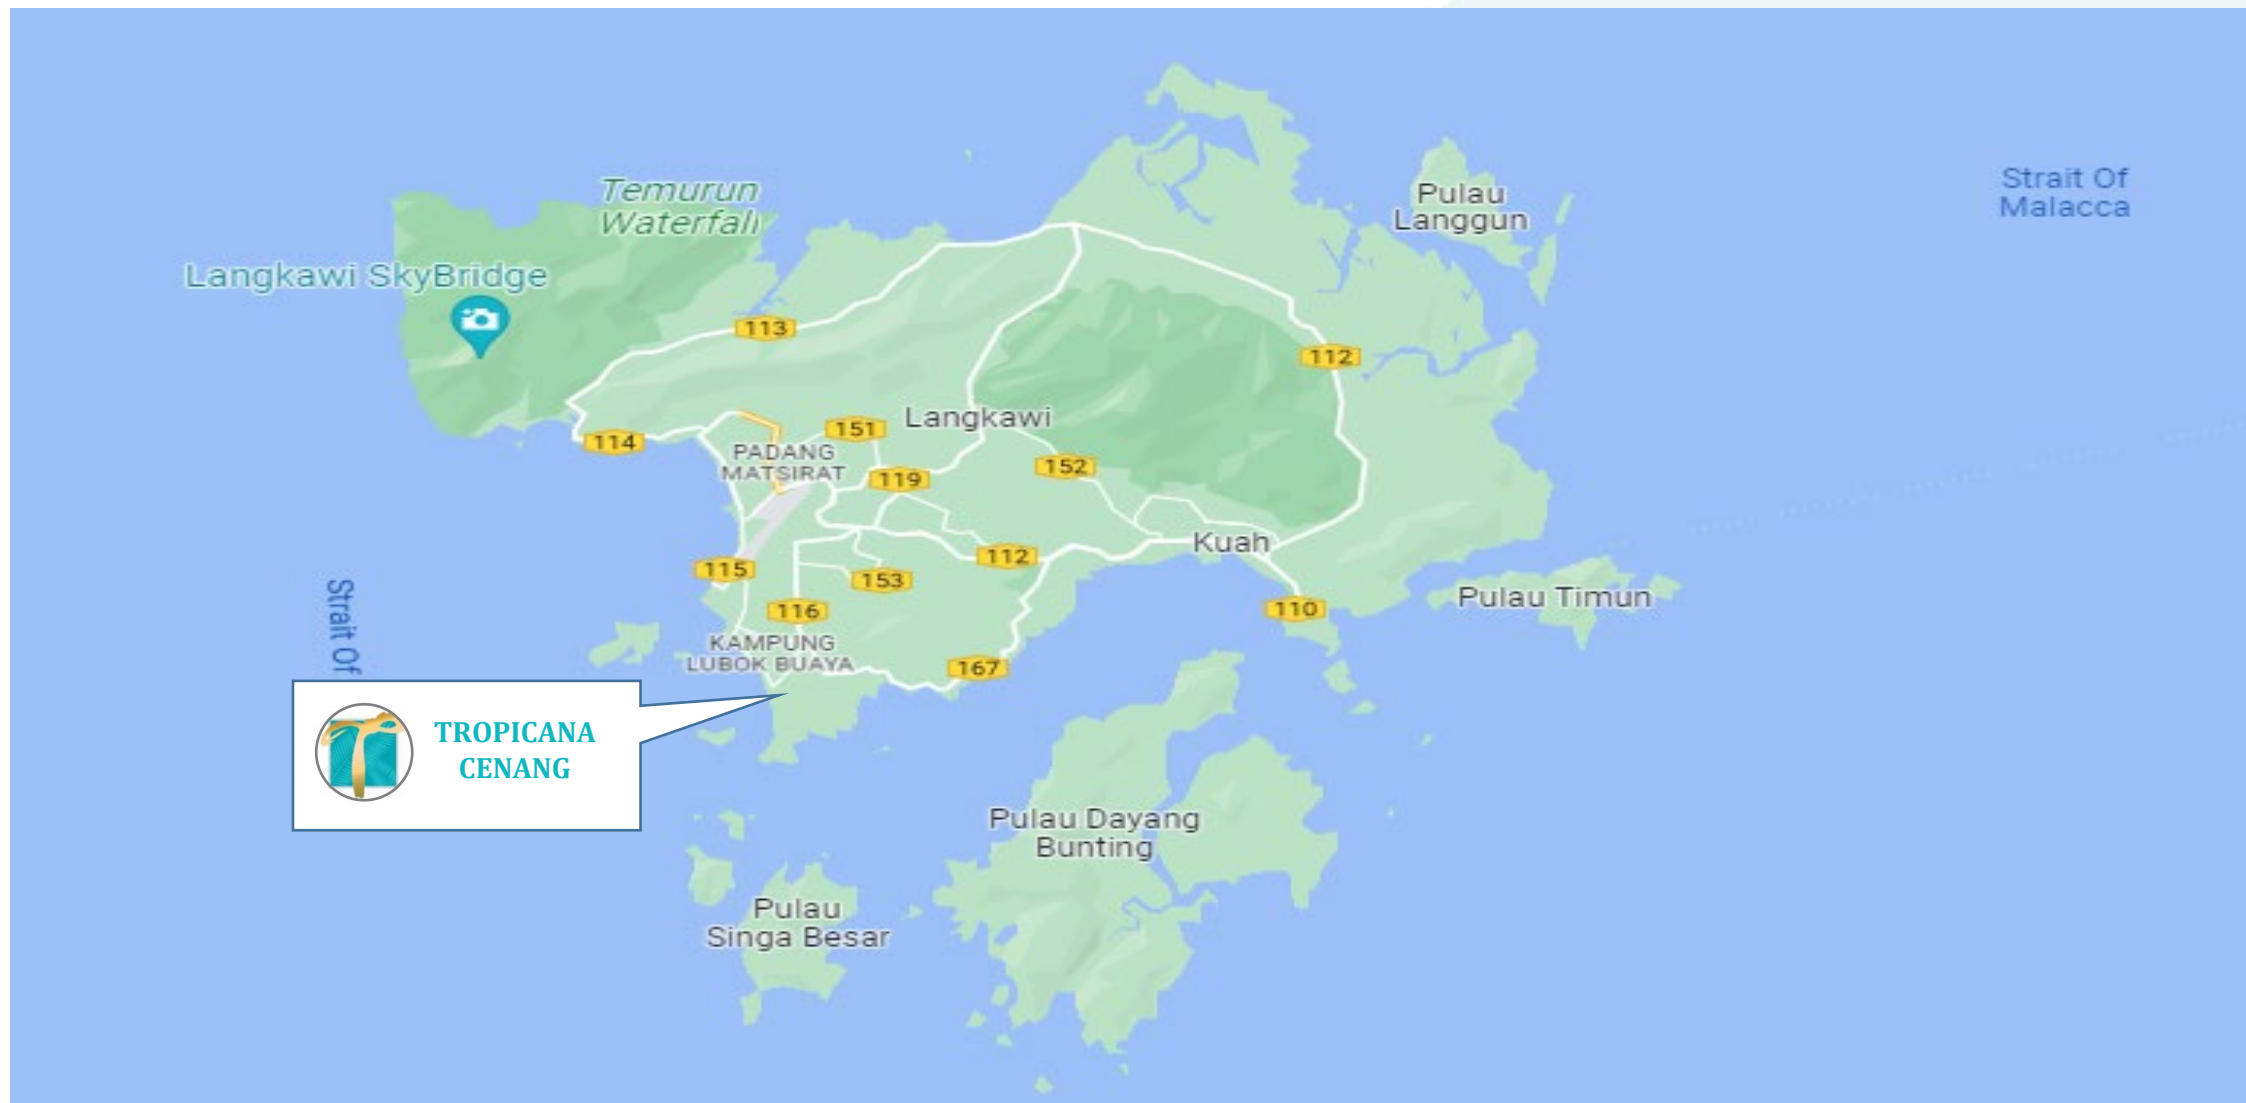 Temurun
Waterfall
Pulau
Langgun
Strait Of
Malacca
Langkawi SkyBridge
113
112
Langkawi
151
114
PADANG
MATSIRAT
119
152
Kuah
112
115
153
116
110
Pulau Timun
KAMPUNG
LUBOK BUAYA
167
Strait Of
TROPICANA
CENANG
Pulau Dayang
Bunting
Pulau
Singa Besar